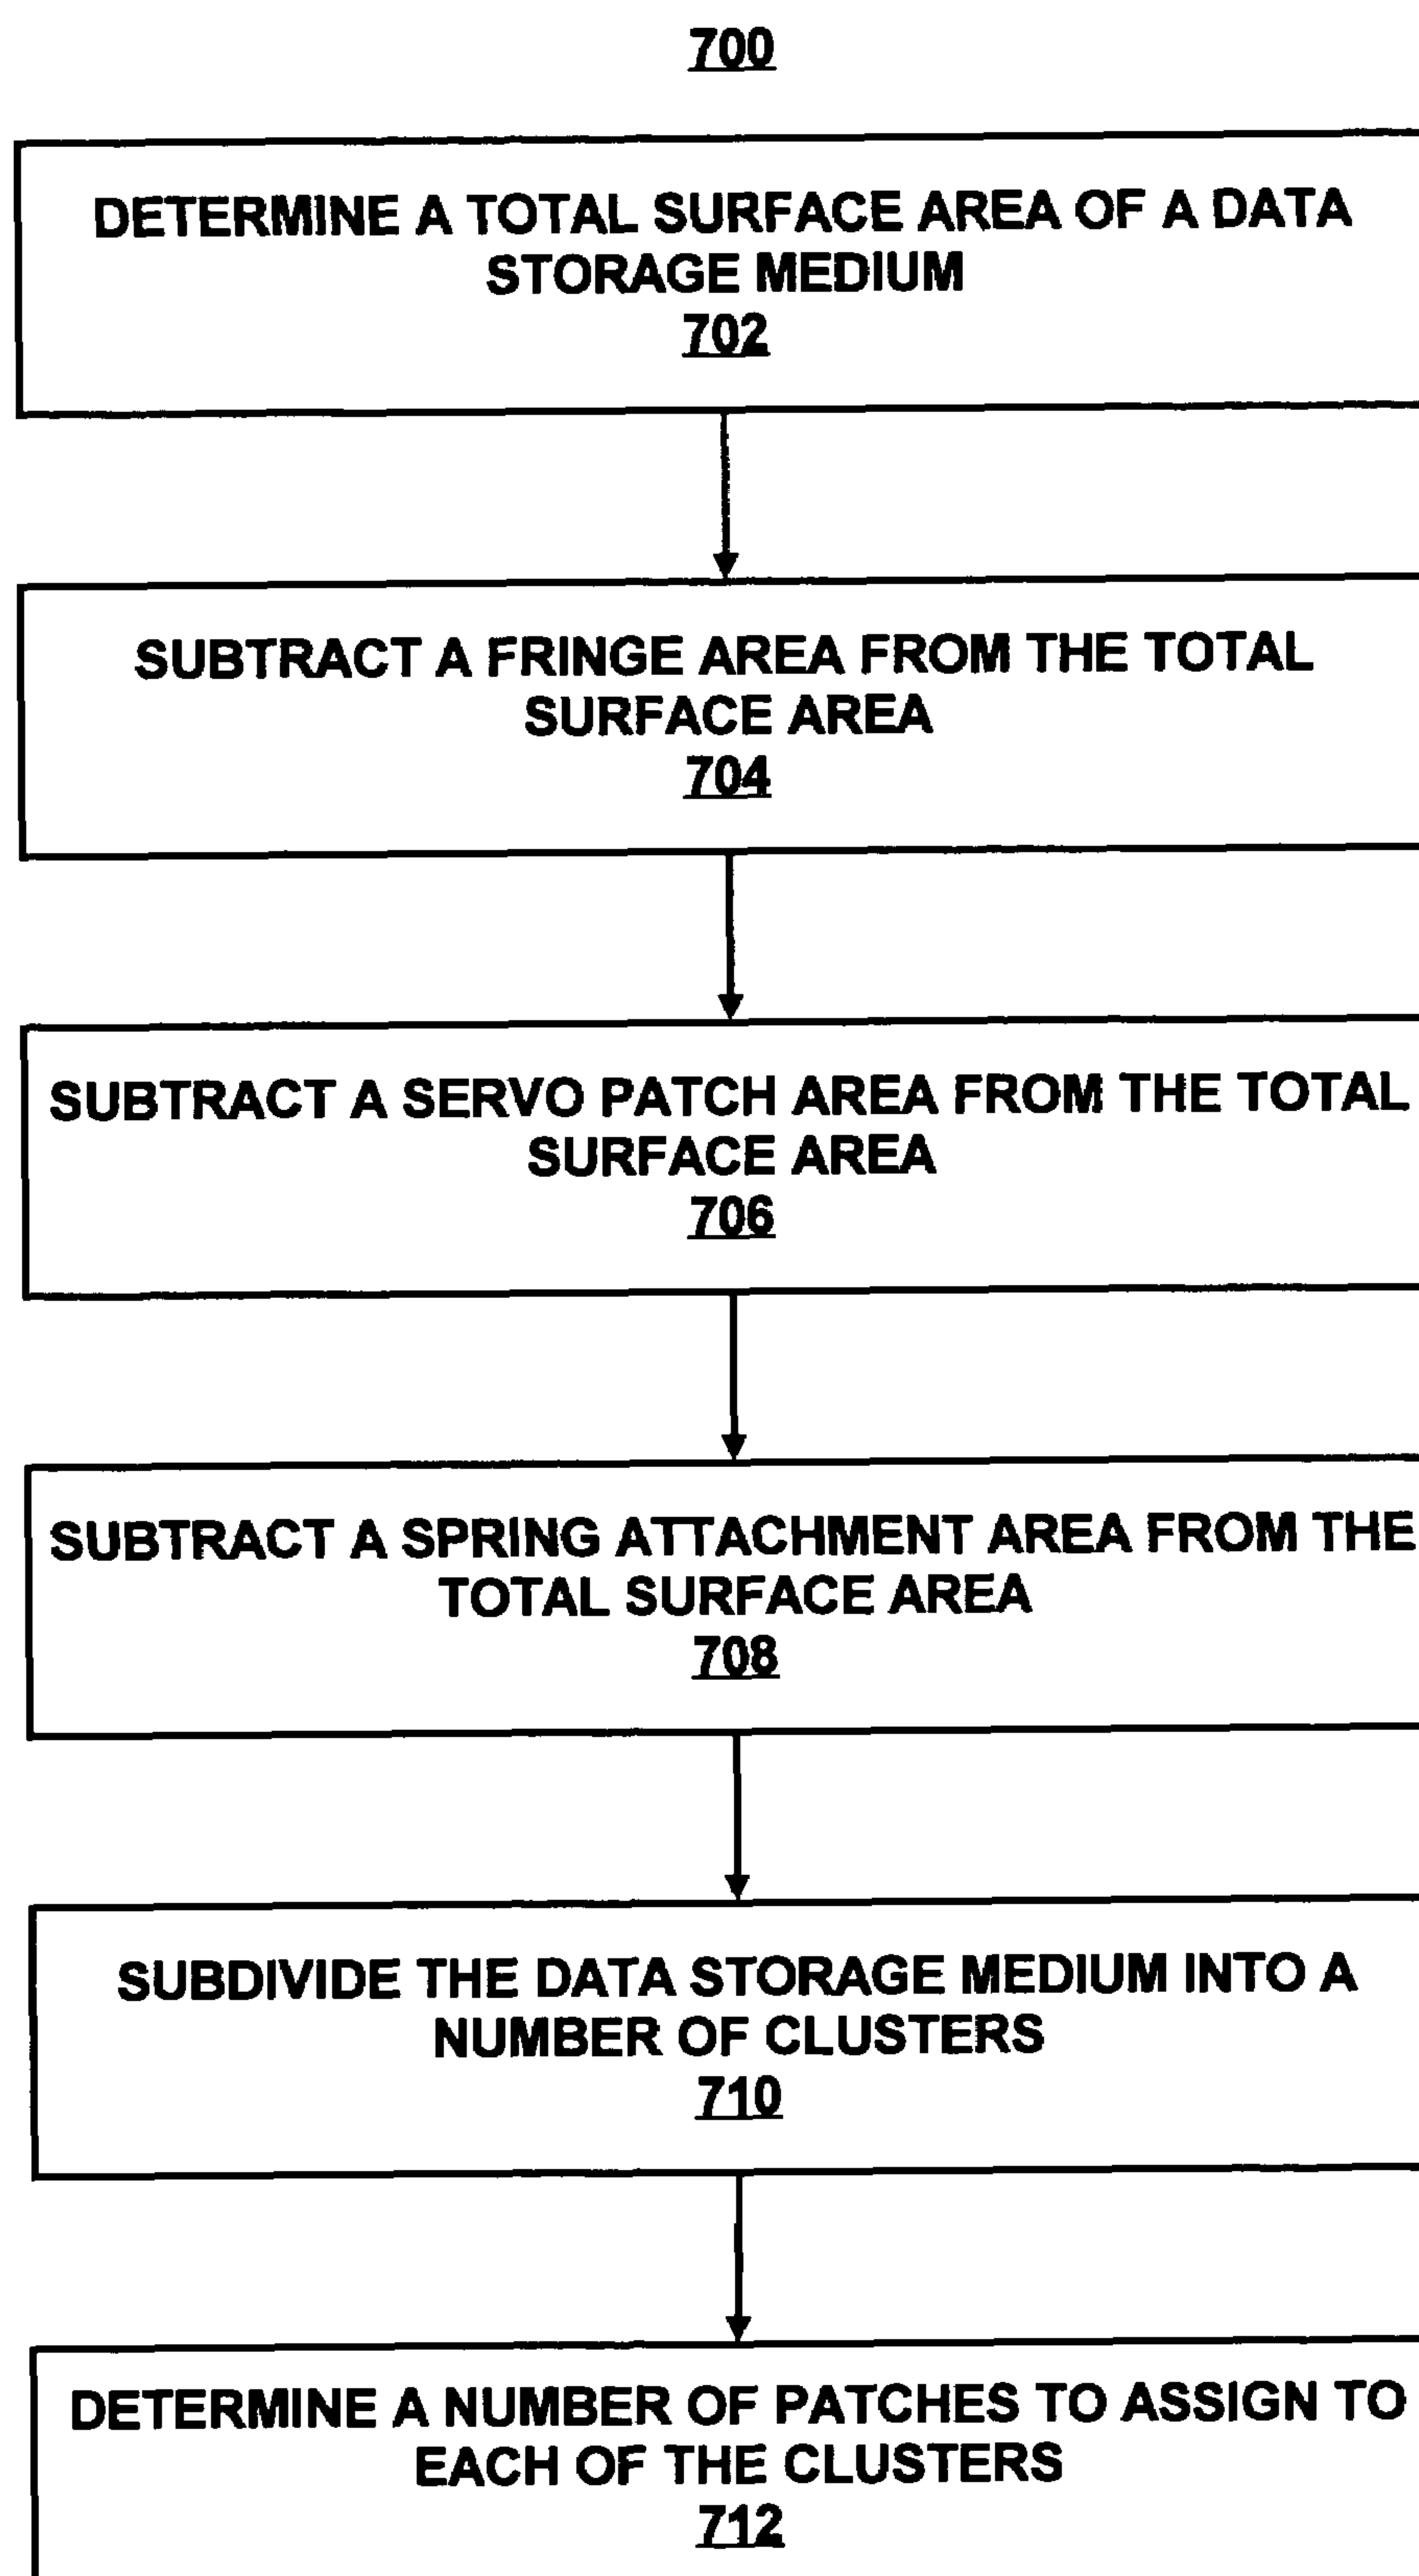 700
DETERMINE A TOTAL SURFACE AREA OF A DATA
STORAGE MEDIUM
702
SUBTRACT A FRINGE AREA FROM THE TOTAL
SURFACE AREA
704
SUBTRACT A SERVO PATCH AREA FROM THE TOTAL
SURFACE AREA
706
SUBTRACT A SPRING ATTACHMENT AREA FROM THE
TOTAL SURFACE AREA
708
SUBDIVIDE THE DATA STORAGE MEDIUM INTO A
NUMBER OF CLUSTERS
710
DETERMINE A NUMBER OF PATCHES TO ASSIGN TO
EACH OF THE CLUSTERS
712